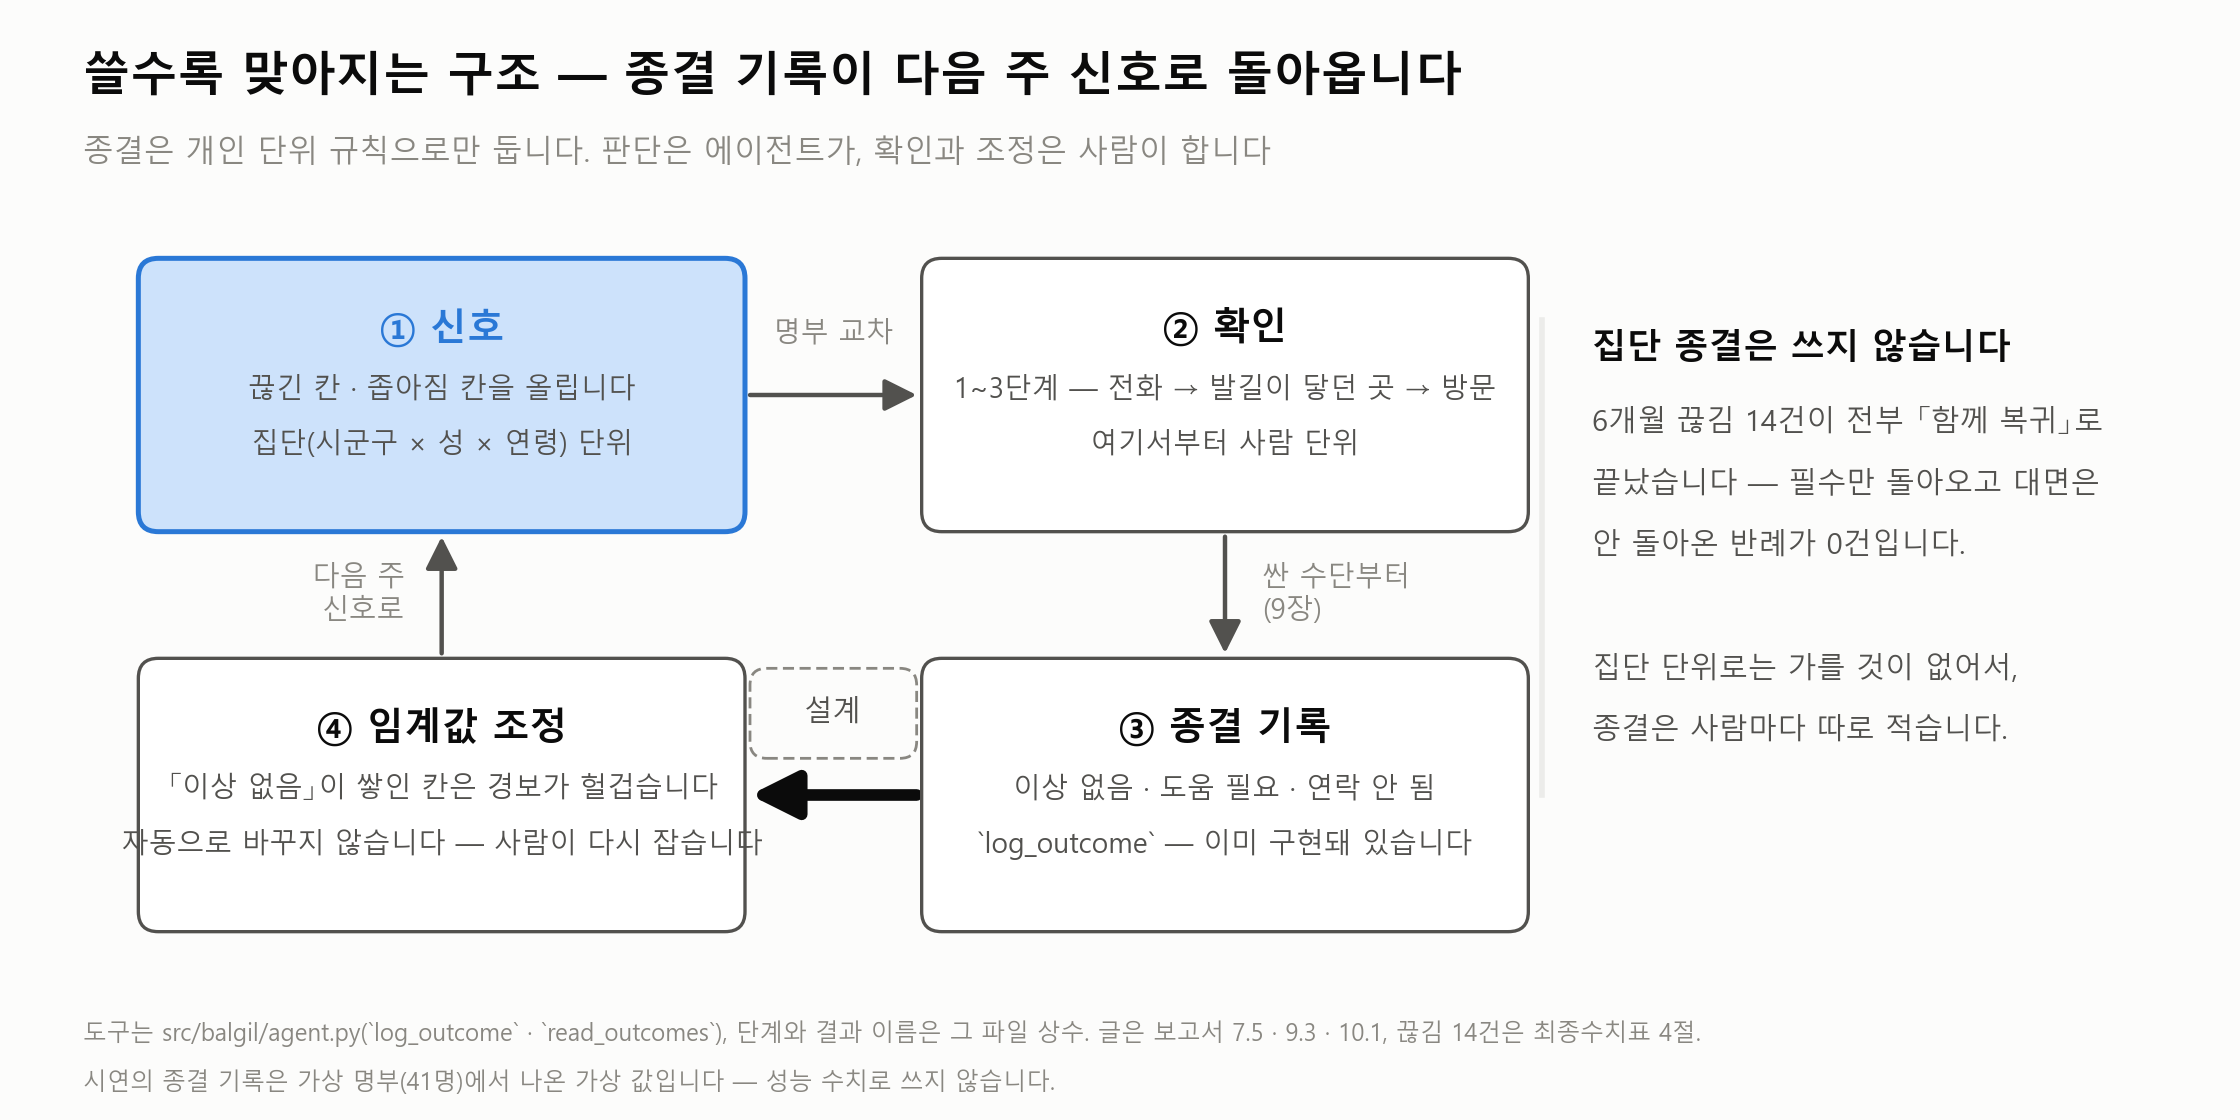 쓸수록 맞아지는 구조 — 종결 기록이 다음 주 신호로 돌아옵니다
종결은 개인 단위 규칙으로만 둡니다. 판단은 에이전트가, 확인과 조정은 사람이 합니다
① 신호
끊긴 칸 · 좁아짐 칸을 올립니다
집단(시군구 × 성 × 연령) 단위
명부 교차
② 확인
1~3단계 — 전화 → 발길이 닿던 곳 → 방문
여기서부터 사람 단위
싼 수단부터
(9장)
③ 종결 기록
이상 없음 · 도움 필요 · 연락 안 됨
`log_outcome` — 이미 구현돼 있습니다
설계
④ 임계값 조정
「이상 없음」이 쌓인 칸은 경보가 헐겁습니다
자동으로 바꾸지 않습니다 — 사람이 다시 잡습니다
다음 주
신호로
집단 종결은 쓰지 않습니다
6개월 끊김 14건이 전부 「함께 복귀」로
끝났습니다 — 필수만 돌아오고 대면은
안 돌아온 반례가 0건입니다.
집단 단위로는 가를 것이 없어서,
종결은 사람마다 따로 적습니다.
도구는 src/balgil/agent.py(`log_outcome` · `read_outcomes`), 단계와 결과 이름은 그 파일 상수. 글은 보고서 7.5 · 9.3 · 10.1, 끊김 14건은 최종수치표 4절.
시연의 종결 기록은 가상 명부(41명)에서 나온 가상 값입니다 — 성능 수치로 쓰지 않습니다.